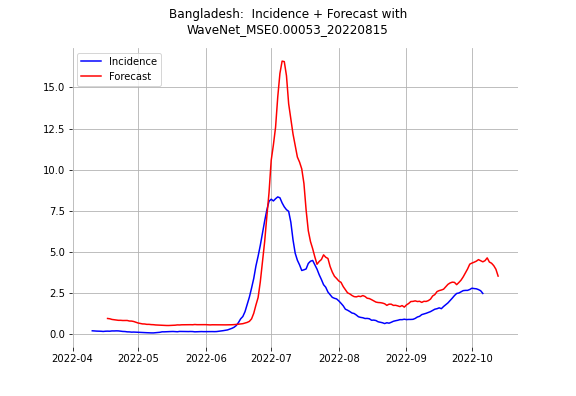 Bangladesh:  Incidence + Forecast with
WaveNet_MSE0.00053_20220815
Incidence
Forecast
15.0
12.5
10.0
7.5
5.0
2.5
0.0
2022-04 2022-05 2022-06 2022-07 2022-08 2022-09 2022-10